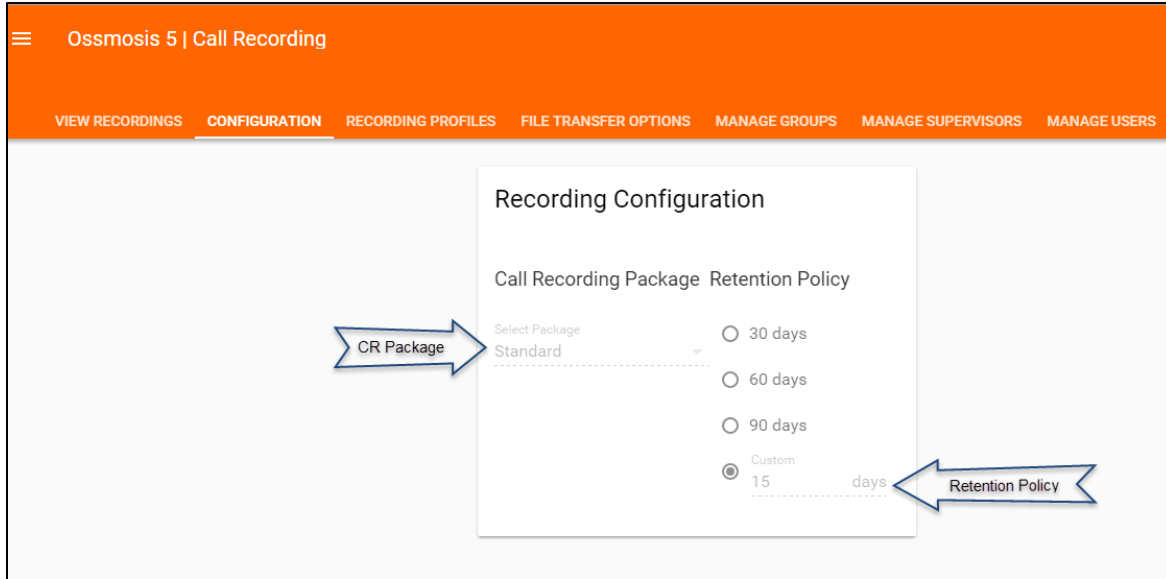 Ossmosis 5 | Call Recording
VIEW RECORDINGS CONFIGURATION RECORDING PROFILES FILE TRANSFER OPTIONS MANAGE GROUPS MANAGE SUPERVISORS MANAGE USERS
Recording Configuration
Call Recording Package Retention Policy
Select Package
Standard
CR Package
30 days
60 days
90 days
Custom
15 days
Retention Policy